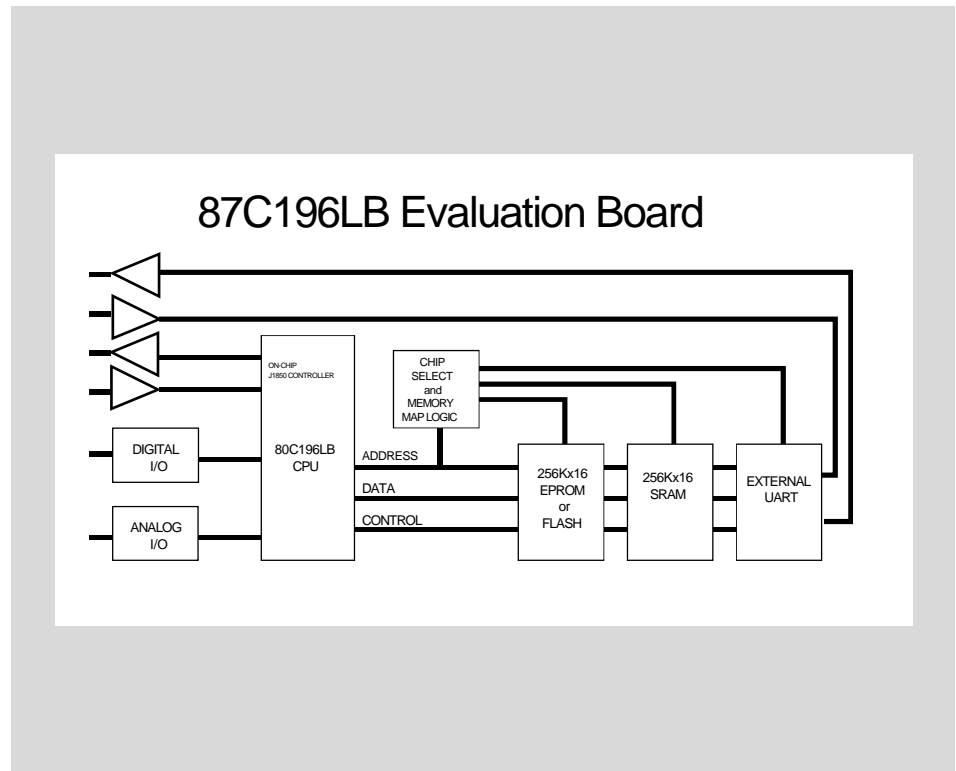 87C196LB Evaluation Board
ON-CHIP
J1850 CONTROLLER
80C196LB
CPU
DIGITAL
I/O
ANALOG
I/O
CHIP
SELECT
and
MEMORY
MAP LOGIC
ADDRESS
DATA
CONTROL
256Kx16
EPROM
or
FLASH
256Kx16
SRAM
EXTERNAL
UART